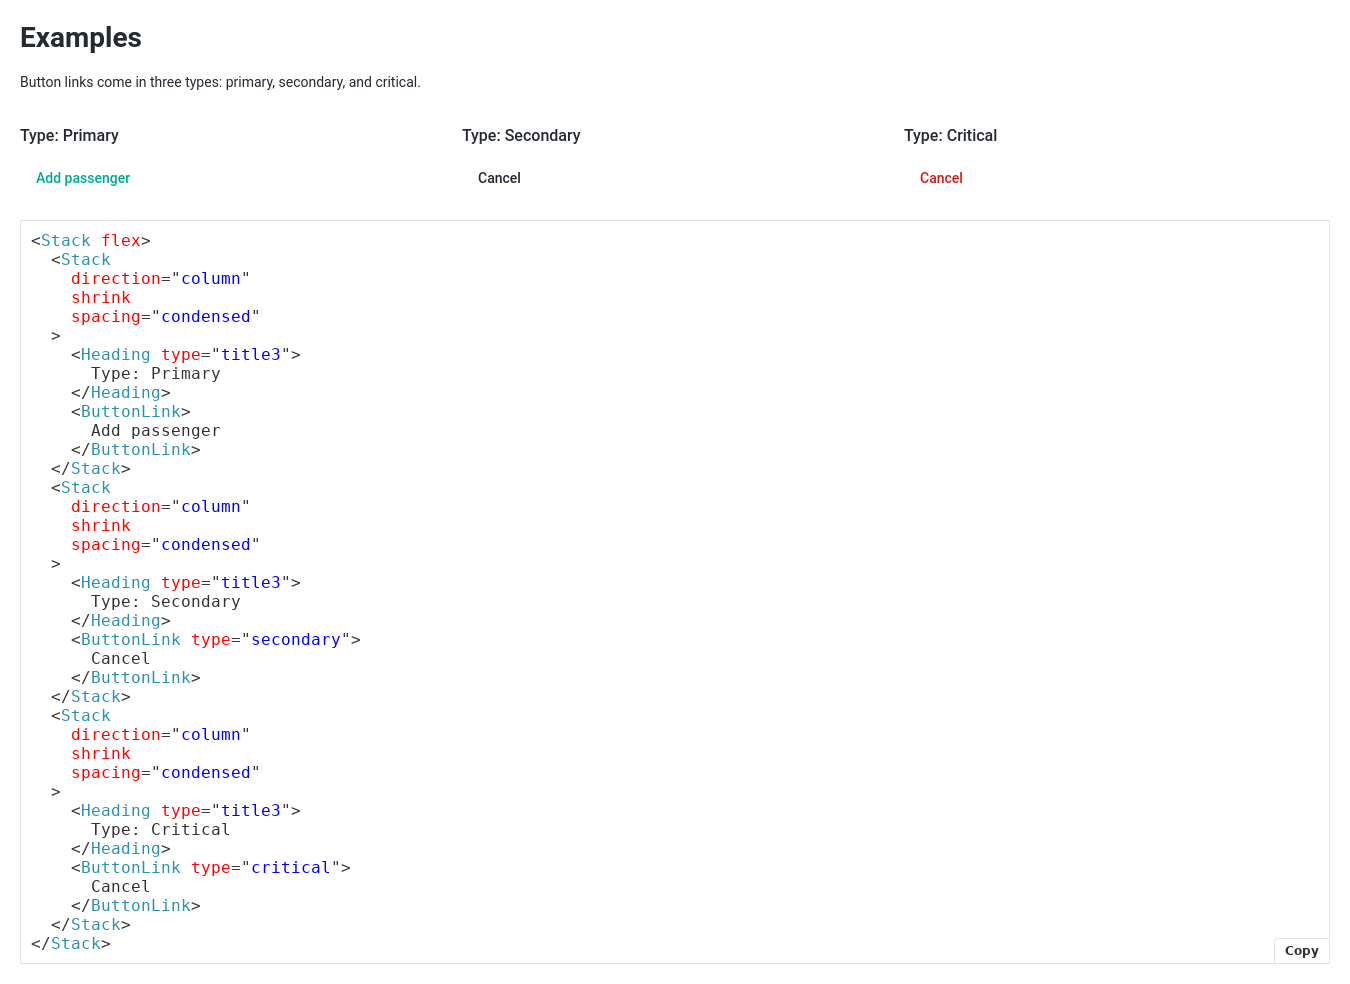 Examples
Button links come in three types: primary, secondary, and critical.
Type: Primary
Type: Secondary
Type: Critical
Add passenger
Cancel
Cancel
<Stack flex>
  <Stack
    direction="column"
    shrink
    spacing="condensed"
  >
    <Heading type="title3">
      Type: Primary
    </Heading>
    <ButtonLink>
      Add passenger
    </ButtonLink>
  </Stack>
  <Stack
    direction="column"
    shrink
    spacing="condensed"
  >
    <Heading type="title3">
      Type: Secondary
    </Heading>
    <ButtonLink type="secondary">
      Cancel
    </ButtonLink>
  </Stack>
  <Stack
    direction="column"
    shrink
    spacing="condensed"
  >
    <Heading type="title3">
      Type: Critical
    </Heading>
    <ButtonLink type="critical">
      Cancel
    </ButtonLink>
  </Stack>
</Stack>
Copy